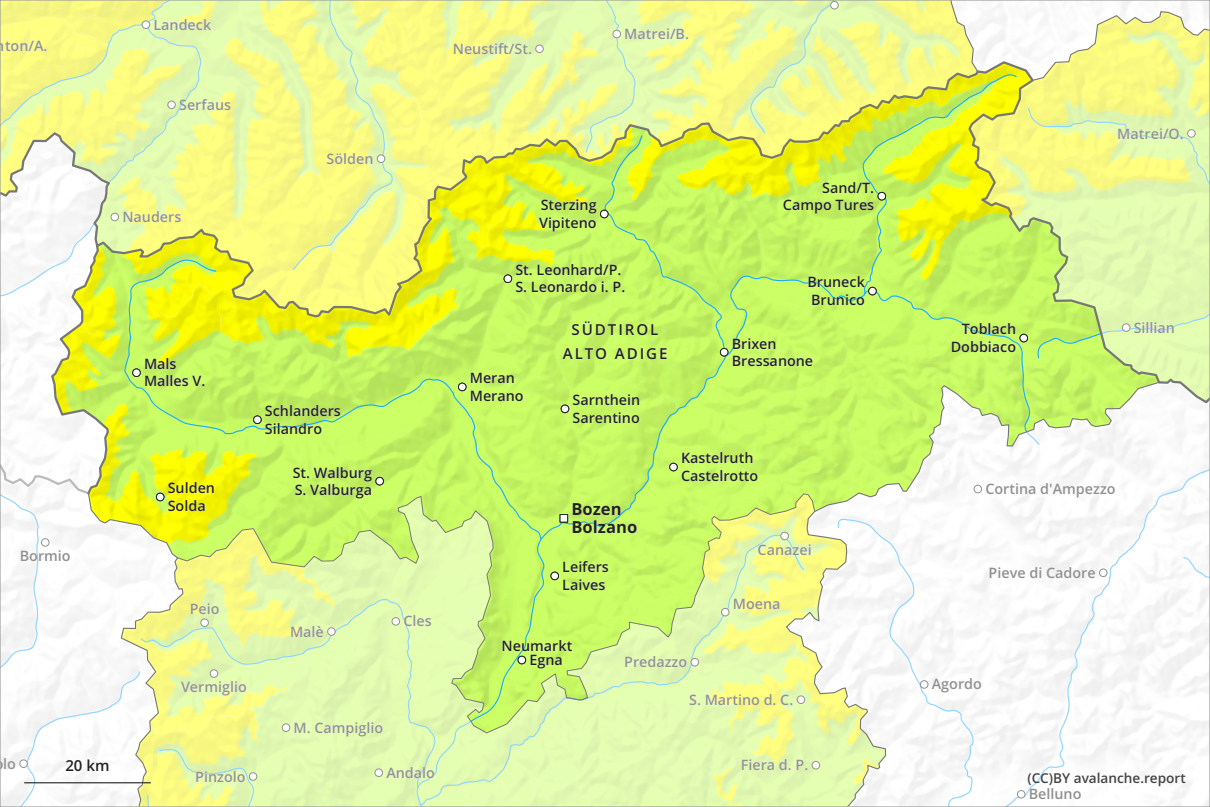 Landeck
nton/A.
Neustift/St.
Matrei/B.
Serfaus
Sölden
Matrei/O.
Nauders
Sand/T.
Campo Tures
Sterzing
Vipiteno
St. Leonhard/P.
S. Leonardo i. P.
Bruneck
Brunico
SÜDTIROL
ALTO ADIGE
Toblach
Dobbiaco
Sillian
Brixen
Bressanone
Mals
Malles V.
Meran
Merano
Sarnthein
Sarentino
Schlanders
Silandro
Kastelruth
Castelrotto
St. Walburg
S. Valburga
Sulden
Solda
Cortina d'Ampezzo
Bozen
Bolzano
Bormio
Canazei
Leifers
Laives
Pieve di Cadore
Peio
Moena
Cles
Malè
Neumarkt
Egna
Predazzo
Vermiglio
Agordo
S. Martino d. C.
M. Campiglio
olo
20 km
Pinzolo
Andalo
Fiera d. P.
(CC)BY avalanche.report
Belluno